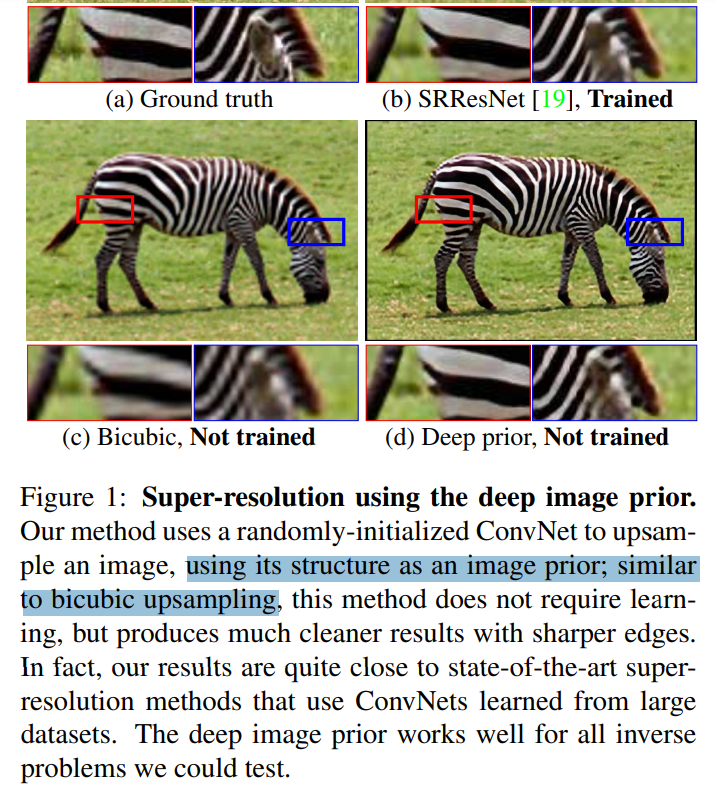 (a) Ground truth
(b) SRResNet [19], Trained
(c) Bicubic, Not trained
(d) Deep prior, Not trained
Figure 1: Super-resolution using the deep image prior.
Our method uses a randomly-initialized ConvNet to upsam-
ple an image, using its structure as an image prior; similar
to bicubic upsampling, this method does not require learn-
ing, but produces much cleaner results with sharper edges.
In fact, our results are quite close to state-of-the-art super-
resolution methods that use ConvNets learned from large
datasets. The deep image prior works well for all inverse
problems we could test.